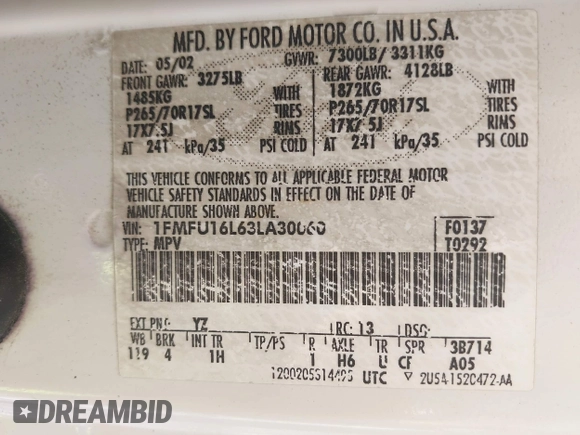 MFD. BY FORD MOTOR CO. IN U.S.A.
DATE: 05/02 GVWR: 7300LB/ 3311KG
FRONT GAWR: 3275LB REAR GAWR: 4128LB
1485KG WITH 1872KG WITH
P265/70R17SL TIRES P265/70R17SL TIRES
17X7.5J RIMS 17X7.5J RIMS
AT 241 kPa/35 PSI COLD AT 241 kPa/35 PSI COLD
THIS VEHICLE CONFORMS TO ALL APPLICABLE FEDERAL MOTOR
VEHICLE SAFETY STANDARDS IN EFFECT ON THE DATE OF
MANUFACTURE SHOWN ABOVE.
VIN: 1FMFU16L63LA30060 F0137
TYPE: MPV T0292
EXT PNT: YZ RC: 13 DSO:
WB BRK INT TR TP/PS R AXLE TR SPR 3B714
119 4 1H 1 H6 U CF A05
UTC 2U5A-1520472-AA
DREAMBID